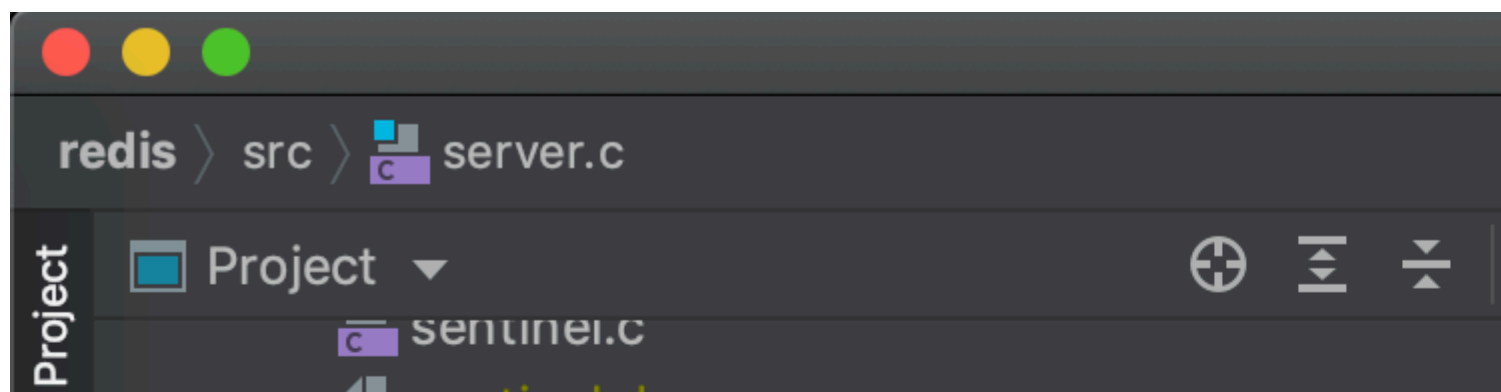 redis 〉 src 〉 C server.c
Project
Project
C sentinel.c